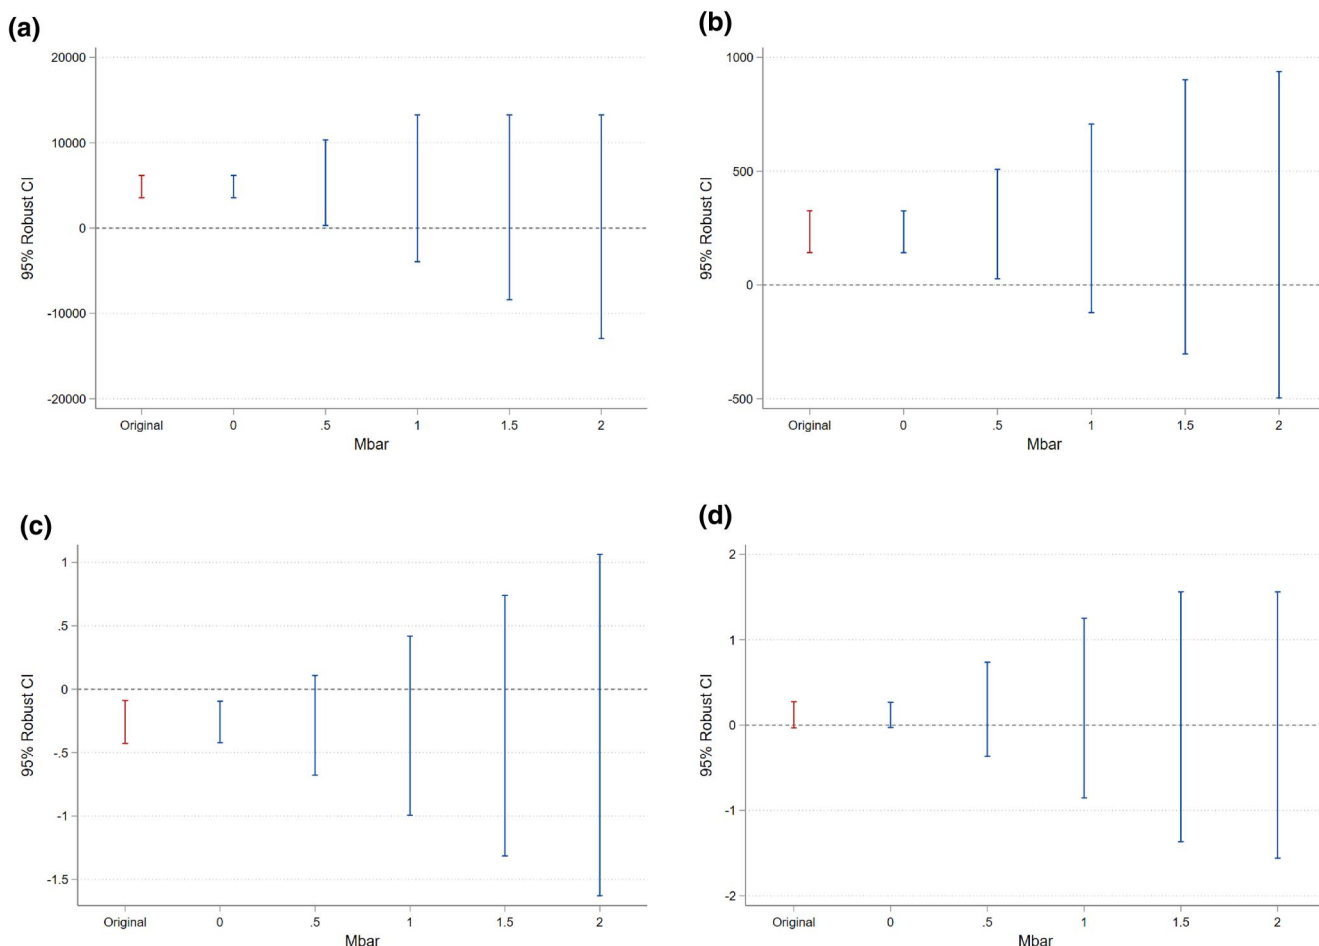 (a)
20000
10000
0
-10000
-20000
95% Robust CI
Original 0 .5 1 1.5 2
Mbar
(b)
1000
500
0
-500
95% Robust CI
Original 0 .5 1 1.5 2
Mbar
(c)
1
.5
0
-.5
-1
-1.5
95% Robust CI
Original 0 .5 1 1.5 2
Mbar
(d)
2
1
0
-1
-2
95% Robust CI
Original 0 .5 1 1.5 2
Mbar